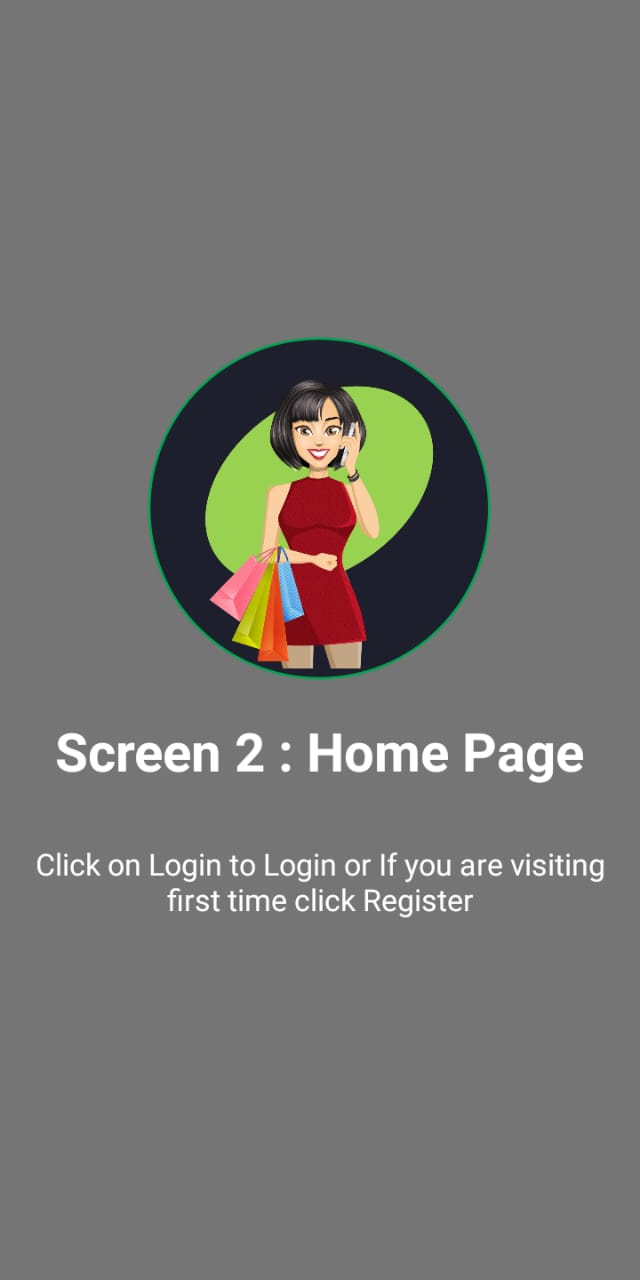 Screen 2 : Home Page
Click on Login to Login or If you are visiting
first time click Register